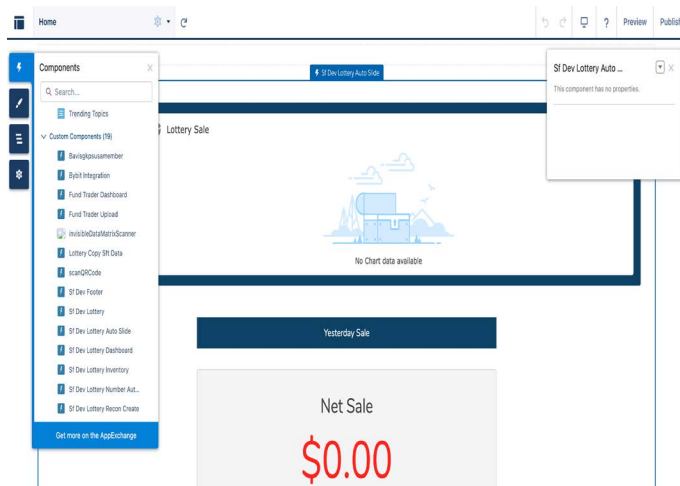 Home
?
Preview
Publish
Components
Search...
Trending Topics
Custom Components (19)
Bavisgkpsusamember
Bybit Integration
Fund Trader Dashboard
Fund Trader Upload
invisibleDataMatrixScanner
Lottery Copy Sft Data
scanQRCode
Sf Dev Footer
Sf Dev Lottery
Sf Dev Lottery Auto Slide
Sf Dev Lottery Dashboard
Sf Dev Lottery Inventory
Sf Dev Lottery Number Aut...
Sf Dev Lottery Recon Create
Get more on the AppExchange
Sf Dev Lottery Auto Slide
Lottery Sale
No Chart data available
Yesterday Sale
Net Sale
$0.00
Sf Dev Lottery Auto ...
This component has no properties.